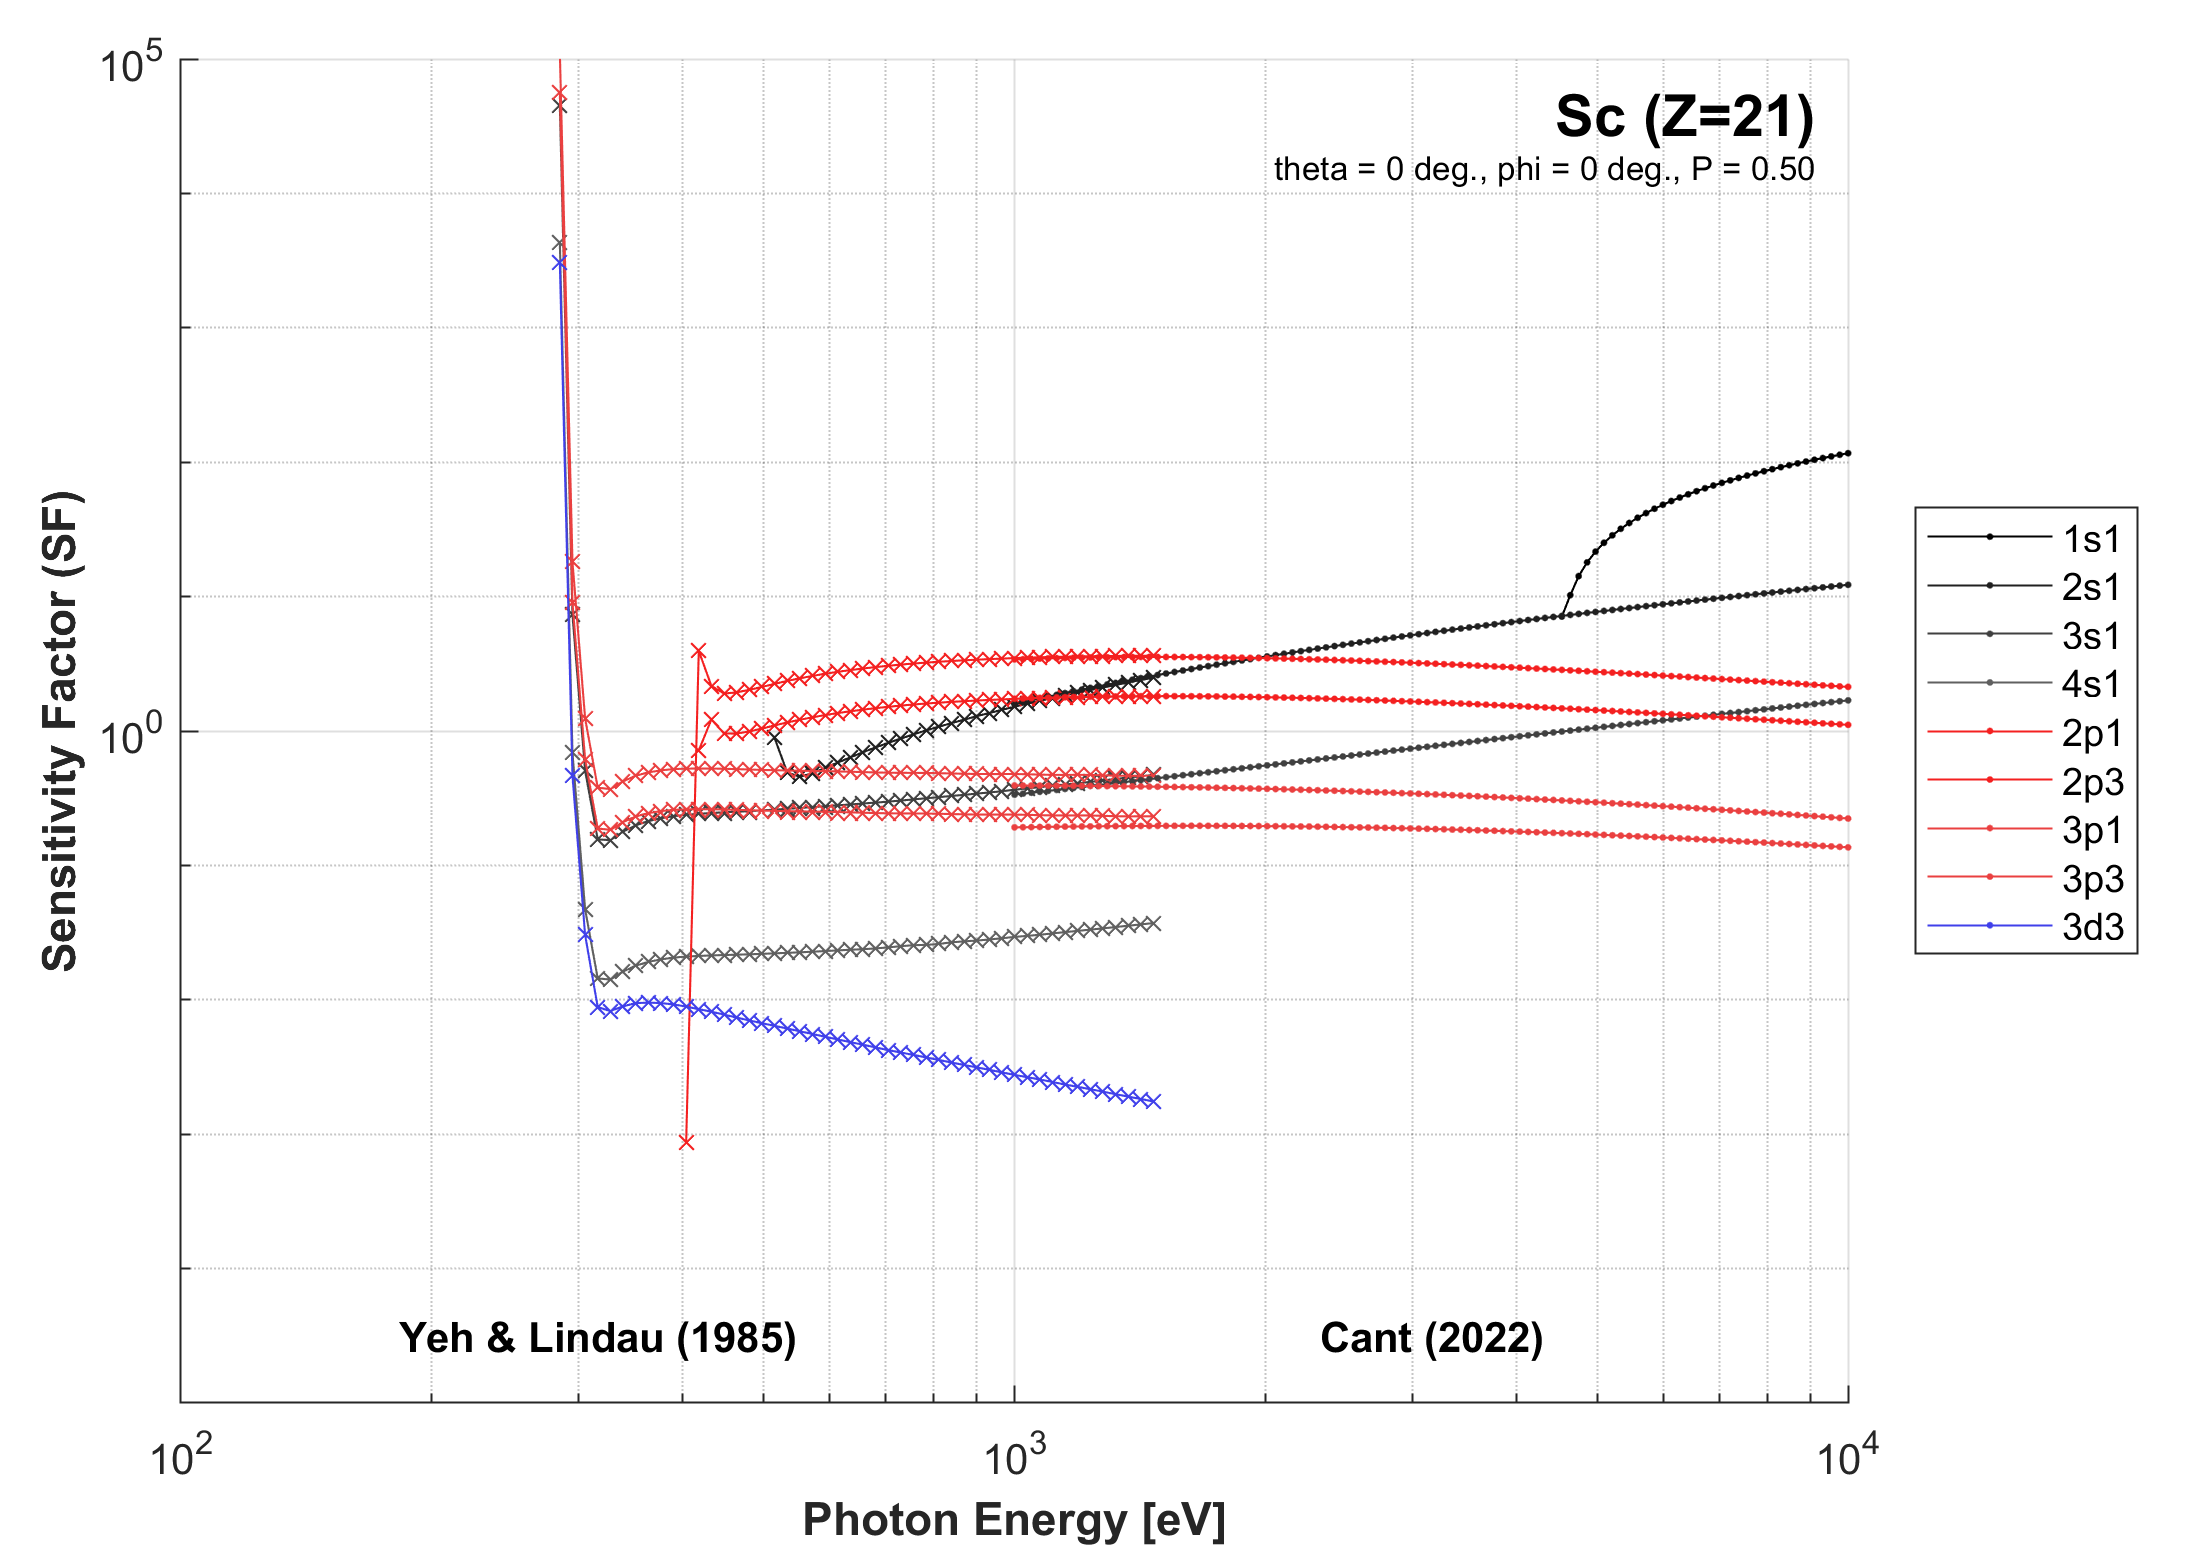 10^5
Sc (Z=21)
theta = 0 deg., phi = 0 deg., P = 0.50
Sensitivity Factor (SF)
10^0
1s1
2s1
3s1
4s1
2p1
2p3
3p1
3p3
3d3
Yeh & Lindau (1985)
Cant (2022)
10^2
10^3
10^4
Photon Energy [eV]